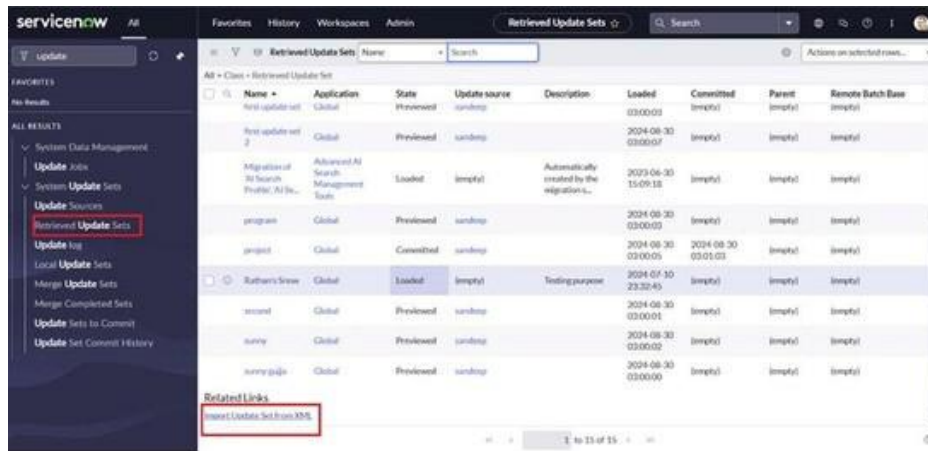 servicenow All Favorites History Workspaces Admin Retrieved Update Sets Search
update
FAVORITES
No Results
ALL RESULTS
System Data Management
Update Jobs
System Update Sets
Update Sources
Retrieved Update Sets
Update log
Local Update Sets
Merge Update Sets
Merge Completed Sets
Update Sets to Commit
Update Set Commit History
Retrieved Update Sets Name Search Actions on selected rows...
All > Class = Retrieved Update Set
Name Application State Update source Description Loaded Committed Parent Remote Batch Base
first update set Global Previewed sandeep 03:00:03 (empty) (empty) (empty)
first update set Global Previewed sandeep 2024-08-30 (empty) (empty) (empty)
2 03:00:07
Migration of Advanced AI Loaded (empty) Automatically 2023-06-30 (empty) (empty) (empty)
AI Search Search created by the 15:09:18
Profile, AI Se... Management migration s...
Tools
program Global Previewed sandeep 2024-08-30 (empty) (empty) (empty)
03:00:03
project Global Committed sandeep 2024-08-30 2024-08-30 (empty) (empty)
03:00:05 03:01:03
Global Loaded (empty) Testing purpose 2024-07-10 (empty) (empty) (empty)
23:32:45
second Global Previewed sandeep 2024-08-30 (empty) (empty) (empty)
03:00:01
sunny Global Previewed sandeep 2024-08-30 (empty) (empty) (empty)
03:00:02
sunny gajja Global Previewed sandeep 2024-08-30 (empty) (empty) (empty)
03:00:00
Related Links
Import Update Set from XML
1 to 15 of 15